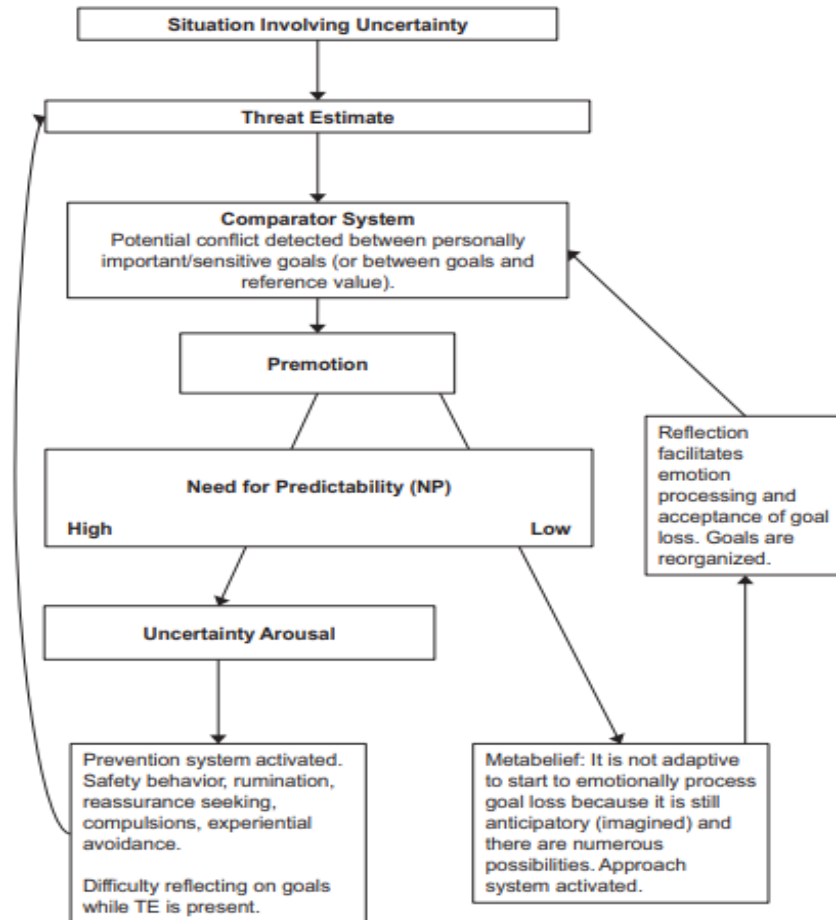 Situation Involving Uncertainty
Threat Estimate
Comparator System
Potential conflict detected between personally
important/sensitive goals (or between goals and
reference value).
Premotion
Need for Predictability (NP)
High
Low
Uncertainty Arousal
Prevention system activated.
Safety behavior, rumination,
reassurance seeking,
compulsions, experiential
avoidance.
Difficulty reflecting on goals
while TE is present.
Metabelief: It is not adaptive
to start to emotionally process
goal loss because it is still
anticipatory (imagined) and
there are numerous
possibilities. Approach
system activated.
Reflection
facilitates
emotion
processing and
acceptance of goal
loss. Goals are
reorganized.